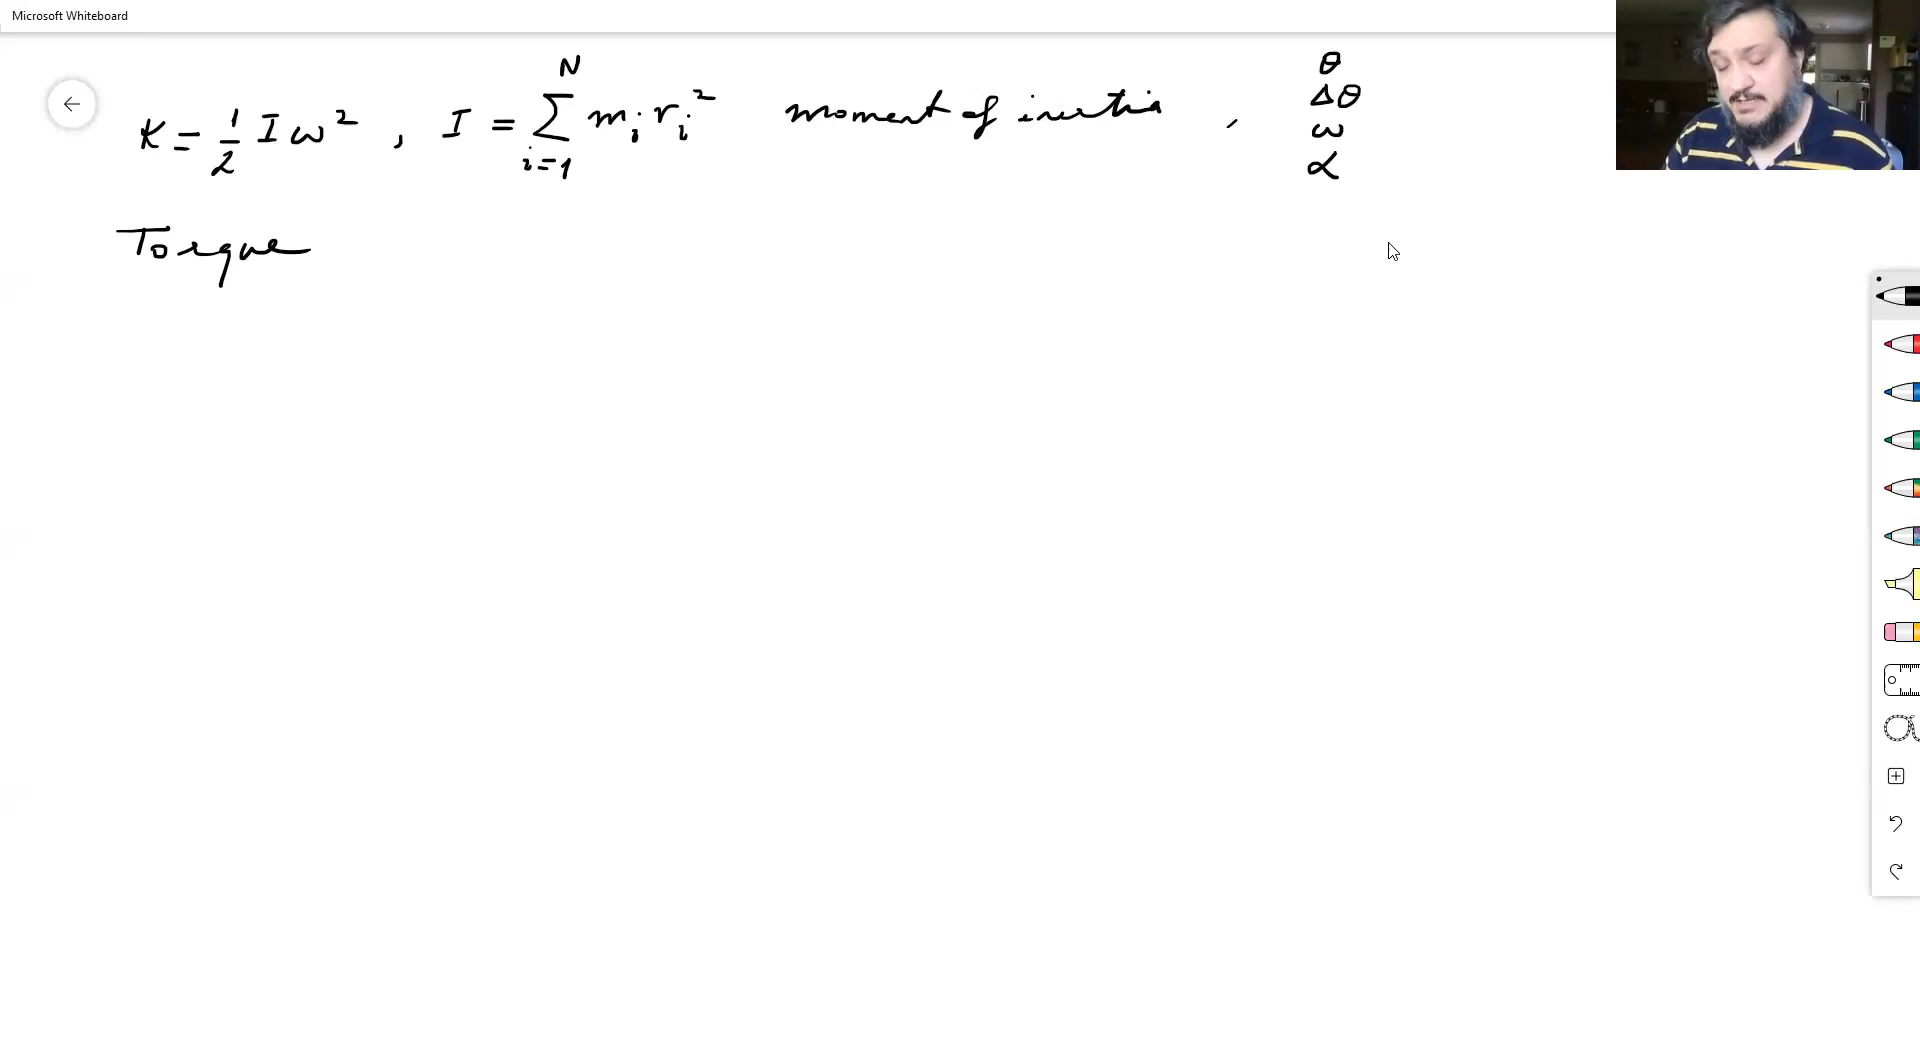 Microsoft Whiteboard
K = 1/2 I ω², I = N∑i=1 mᵢrᵢ² moment of inertia, θ
Δθ
ω
α
Torque